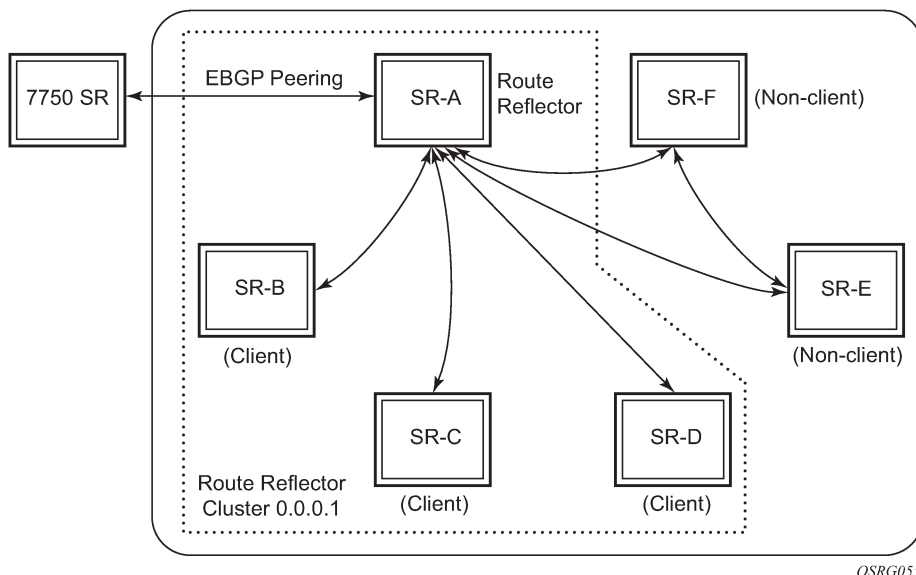 EBGP Peering
7750 SR
SR-A
Route
Reflector
SR-F
(Non-client)
SR-B
(Client)
SR-E
(Non-client)
SR-C
(Client)
SR-D
(Client)
Route Reflector
Cluster 0.0.0.1
OSRG05